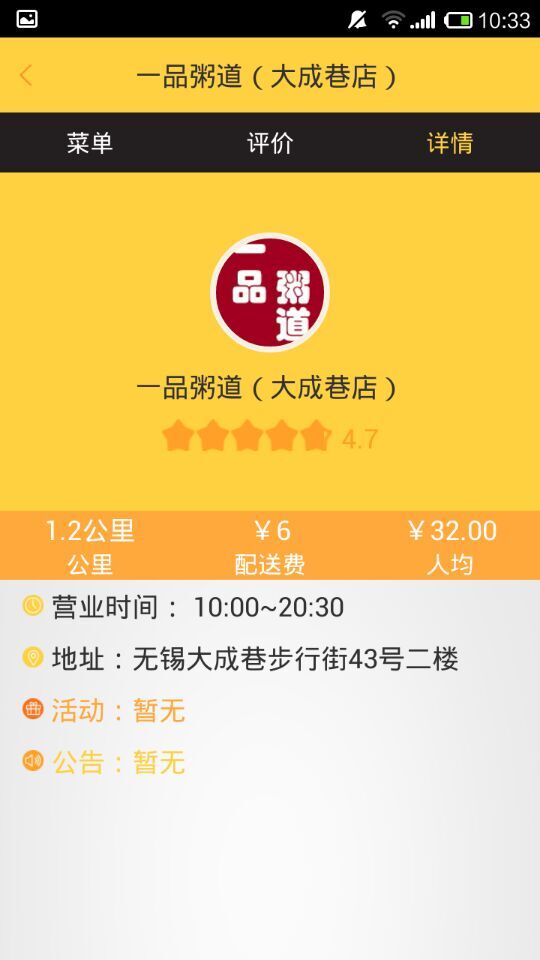 10:33
一品粥道（大成巷店）
菜单 评价 详情
一品粥道
一品粥道（大成巷店）
4.7
1.2公里 ￥6 ￥32.00
公里 配送费 人均
营业时间： 10:00~20:30
地址：无锡大成巷步行街43号二楼
活动：暂无
公告：暂无